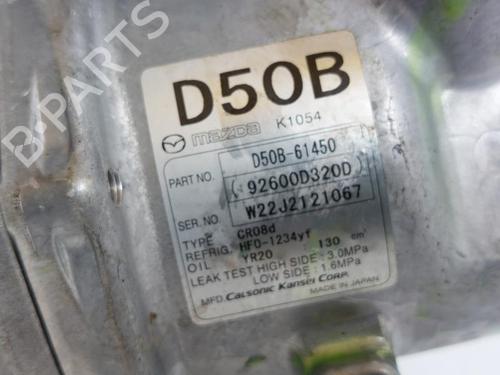 D50B
mazda K1054
PART NO. D50B-61450
(92600D320D)
SER.NO. W22J2121067
TYPE CR08d
REFRIG. HFO-1234yf
OIL YR20 130 cm³
LEAK TEST HIGH SIDE : 3.0MPa
LOW SIDE : 1.6MPa
MFD CALSONIC KANSEI CORP.
MADE IN JAPAN
B-PARTS